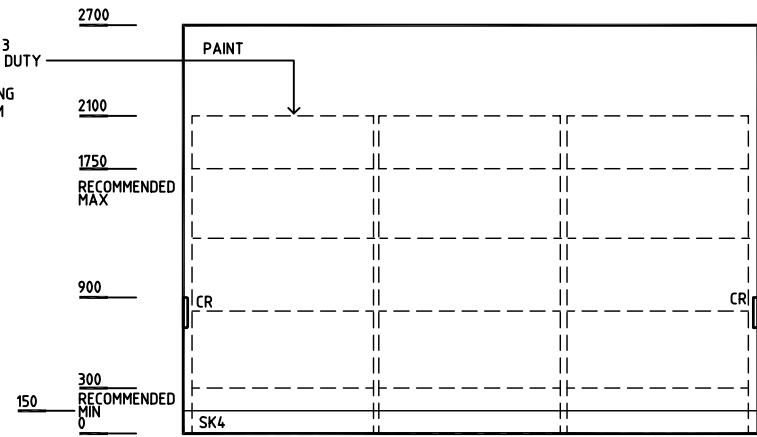 2700
3
DUTY
PAINT
NG
M
2100
1750
RECOMMENDED
MAX
900
CR
CR
300
RECOMMENDED
MIN
150
0
SK4